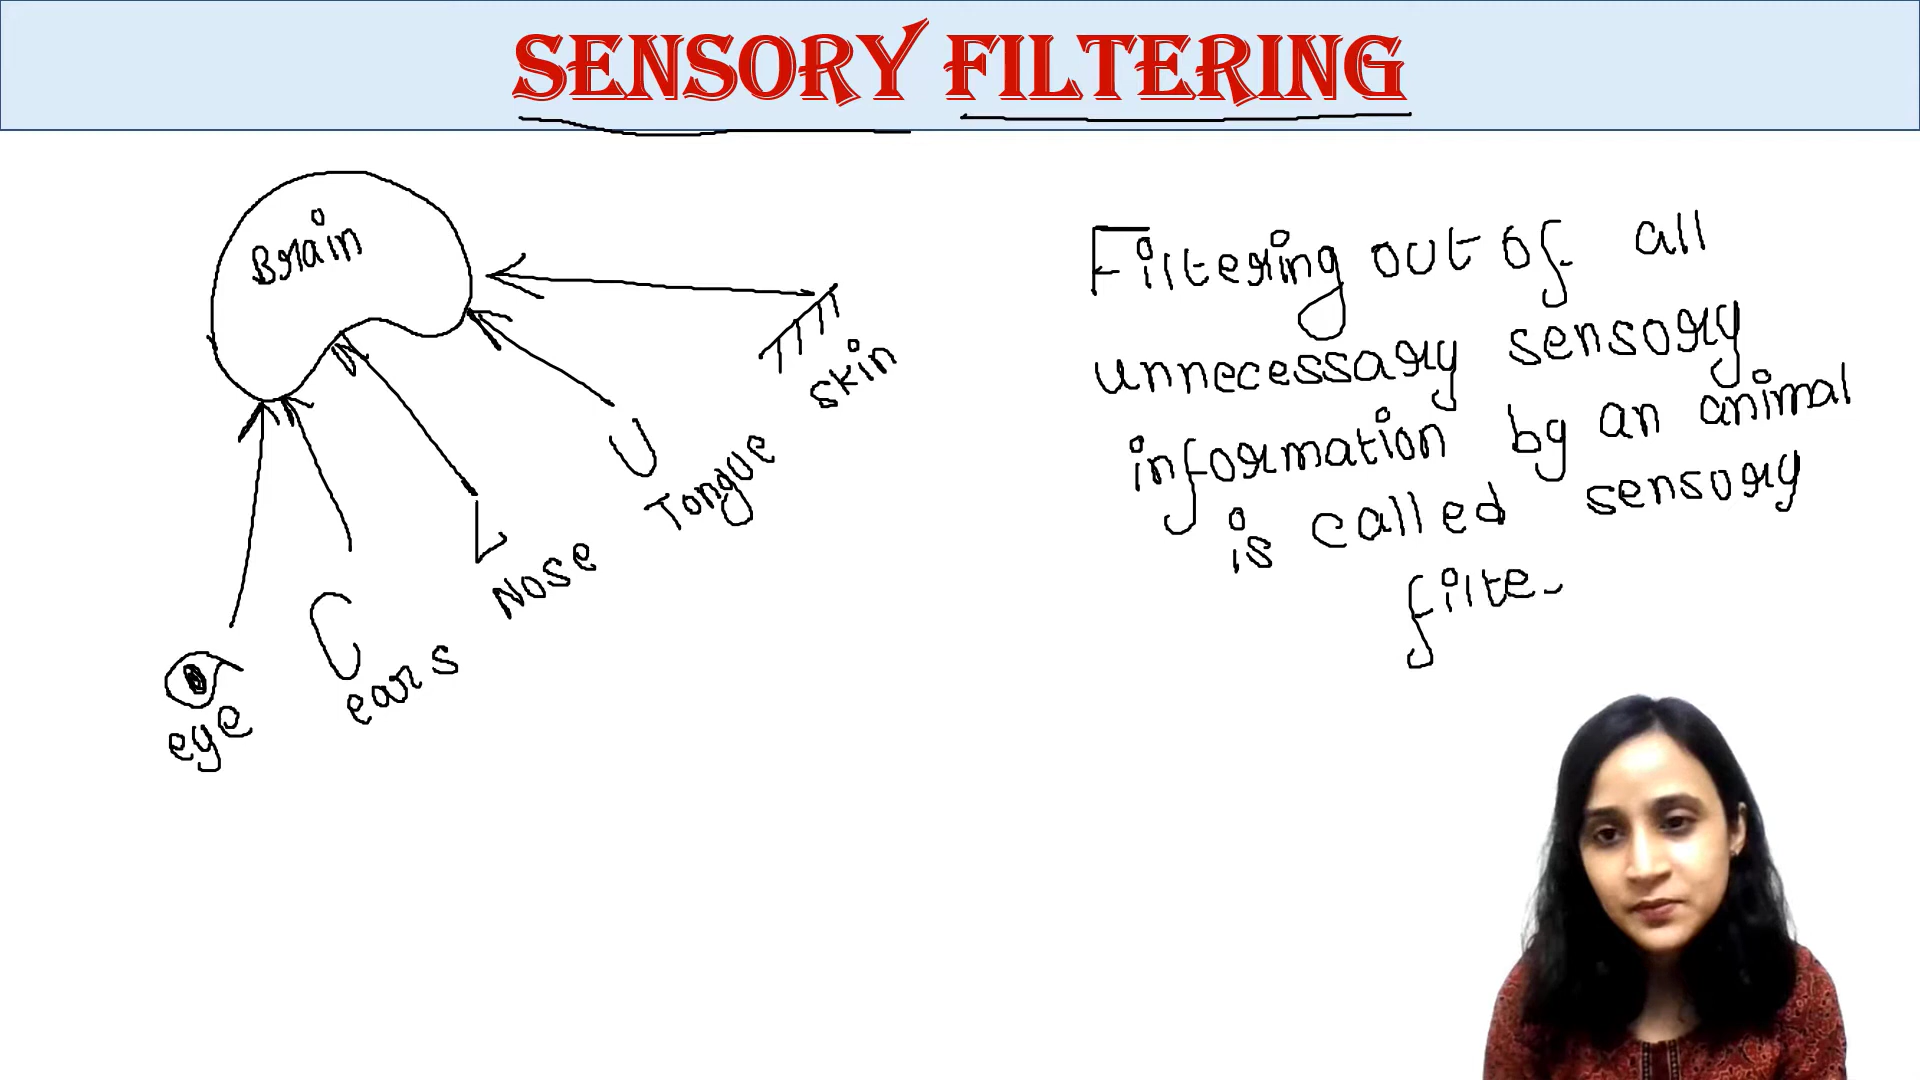 SENSORY FILTERING
Brain
skin
Tongue
Nose
ears
eye
Filtering out of all
unnecessary sensory
information by an animal
is called sensory
filte